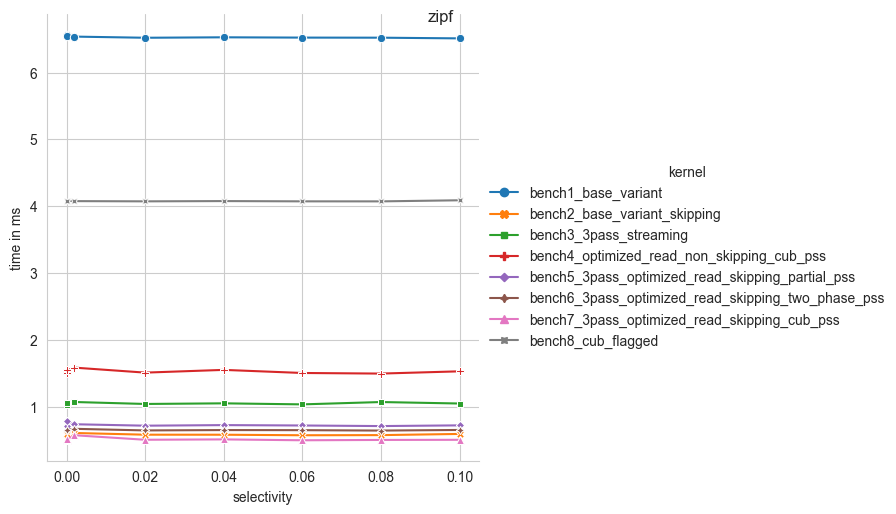 zipf
6
5
4
3
2
1
time in ms
0.00 0.02 0.04 0.06 0.08 0.10
selectivity
kernel
bench1_base_variant
bench2_base_variant_skipping
bench3_3pass_streaming
bench4_optimized_read_non_skipping_cub_pss
bench5_3pass_optimized_read_skipping_partial_pss
bench6_3pass_optimized_read_skipping_two_phase_pss
bench7_3pass_optimized_read_skipping_cub_pss
bench8_cub_flagged